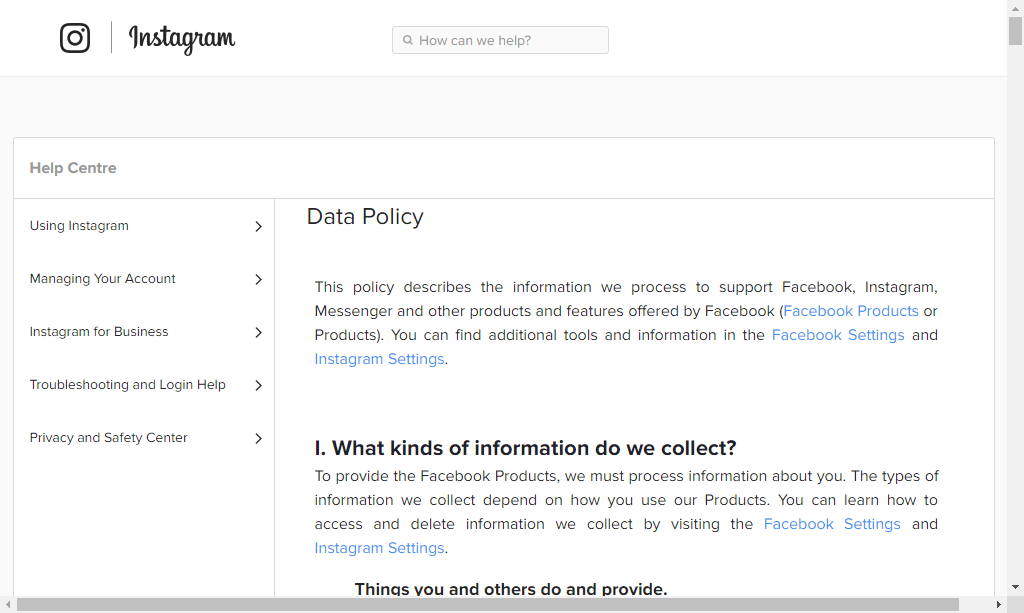 Instagram
How can we help?
Help Centre
Using Instagram
Managing Your Account
Instagram for Business
Troubleshooting and Login Help
Privacy and Safety Center
Data Policy
This policy describes the information we process to support Facebook, Instagram,
Messenger and other products and features offered by Facebook (Facebook Products or
Products). You can find additional tools and information in the Facebook Settings and
Instagram Settings.
I. What kinds of information do we collect?
To provide the Facebook Products, we must process information about you. The types of
information we collect depend on how you use our Products. You can learn how to
access and delete information we collect by visiting the Facebook Settings and
Instagram Settings.
Things you and others do and provide.